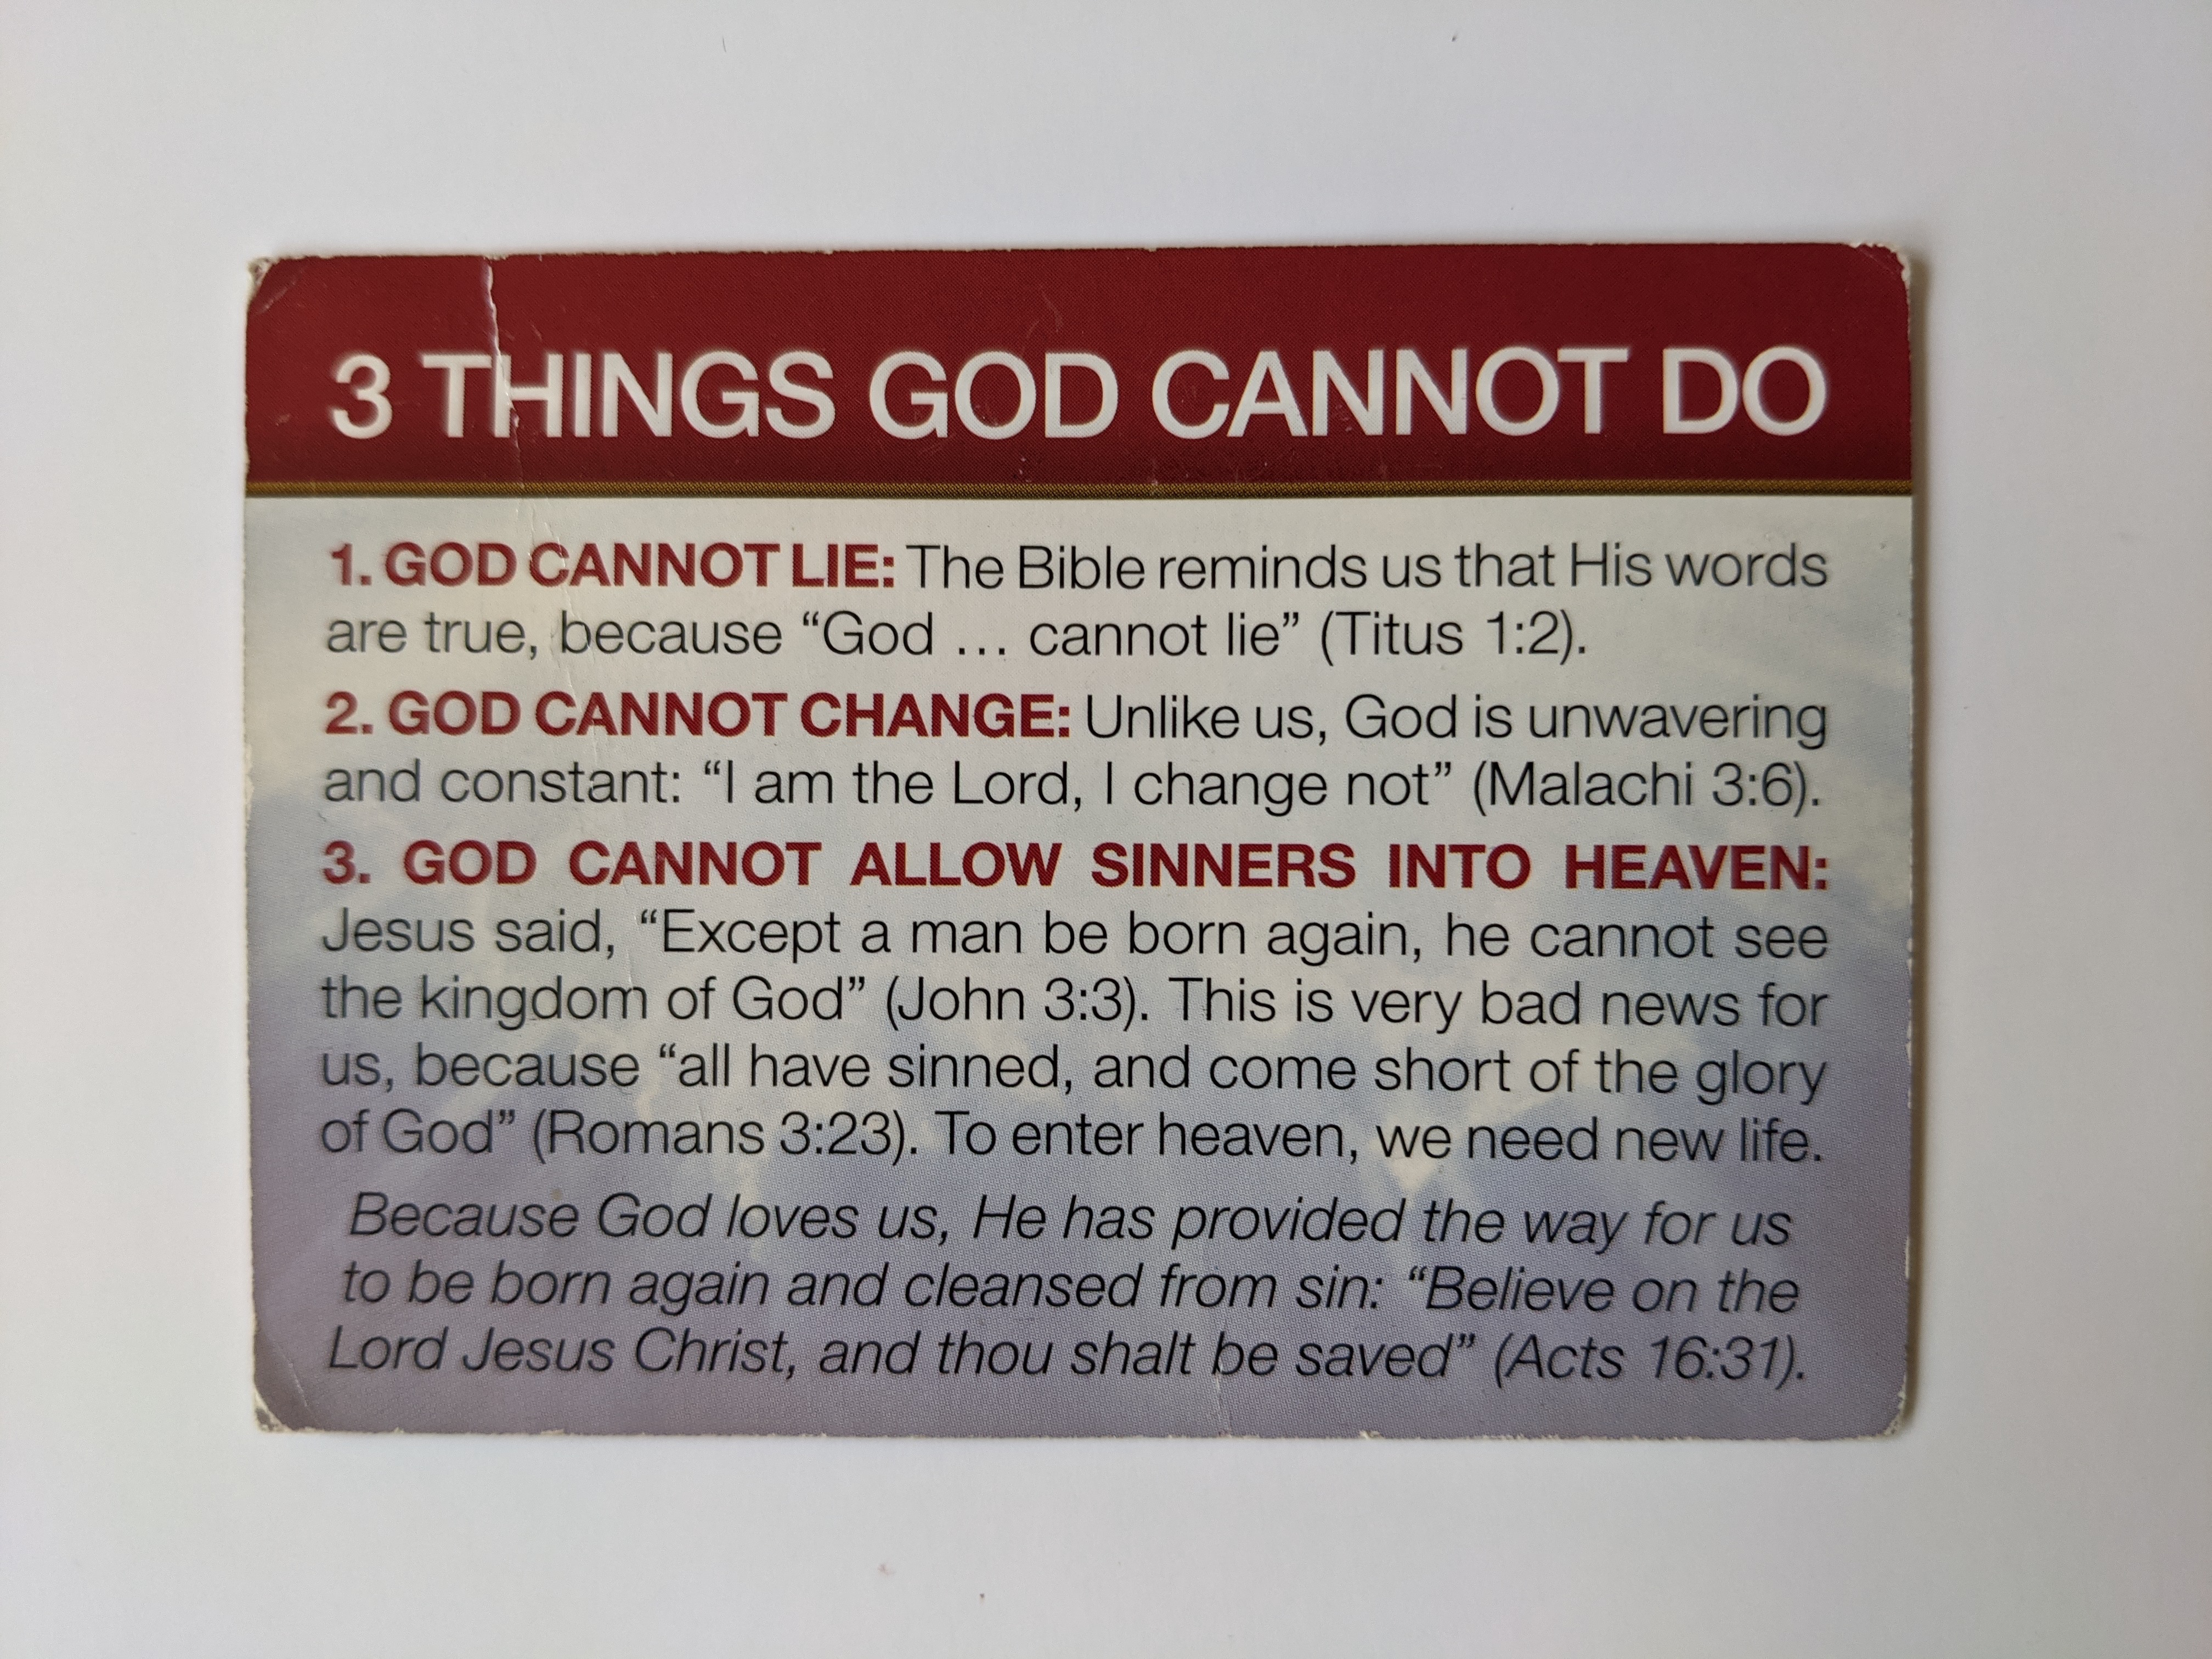 3 THINGS GOD CANNOT DO
1. GOD CANNOT LIE: The Bible reminds us that His words
are true, because “God ... cannot lie” (Titus 1:2).
2. GOD CANNOT CHANGE: Unlike us, God is unwavering
and constant: “I am the Lord, I change not” (Malachi 3:6).
3. GOD CANNOT ALLOW SINNERS INTO HEAVEN:
Jesus said, “Except a man be born again, he cannot see
the kingdom of God” (John 3:3). This is very bad news for
us, because “all have sinned, and come short of the glory
of God” (Romans 3:23). To enter heaven, we need new life.
Because God loves us, He has provided the way for us
to be born again and cleansed from sin: “Believe on the
Lord Jesus Christ, and thou shalt be saved” (Acts 16:31).